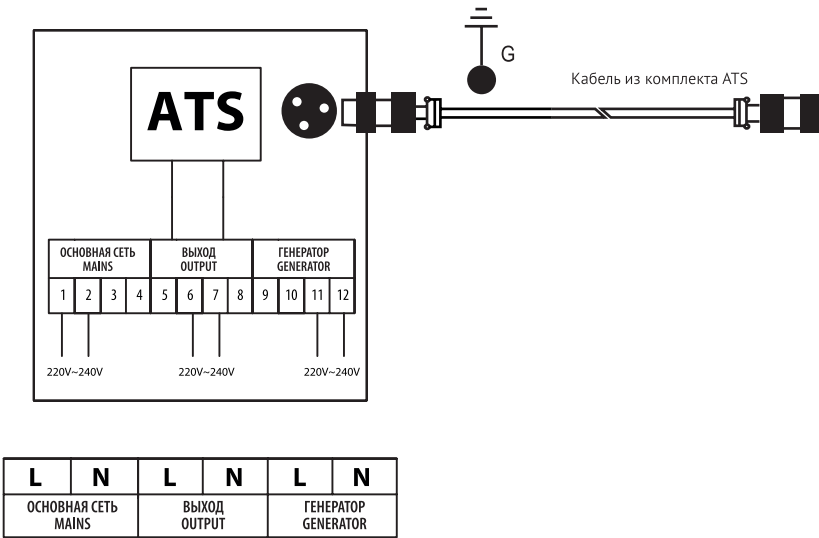 G
Кабель из комплекта ATS
ATS
ОСНОВНАЯ СЕТЬ
MAINS
ВЫХОД
OUTPUT
ГЕНЕРАТОР
GENERATOR
1 2 3 4 5 6 7 8 9 10 11 12
220V~240V 220V~240V 220V~240V
L N L N L N
ОСНОВНАЯ СЕТЬ
MAINS
ВЫХОД
OUTPUT
ГЕНЕРАТОР
GENERATOR